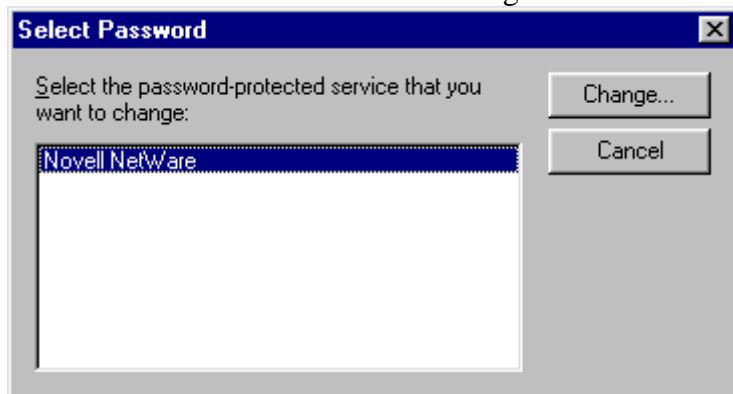 Select Password
Select the password-protected service that you
want to change:
Change...
Cancel
Novell NetWare